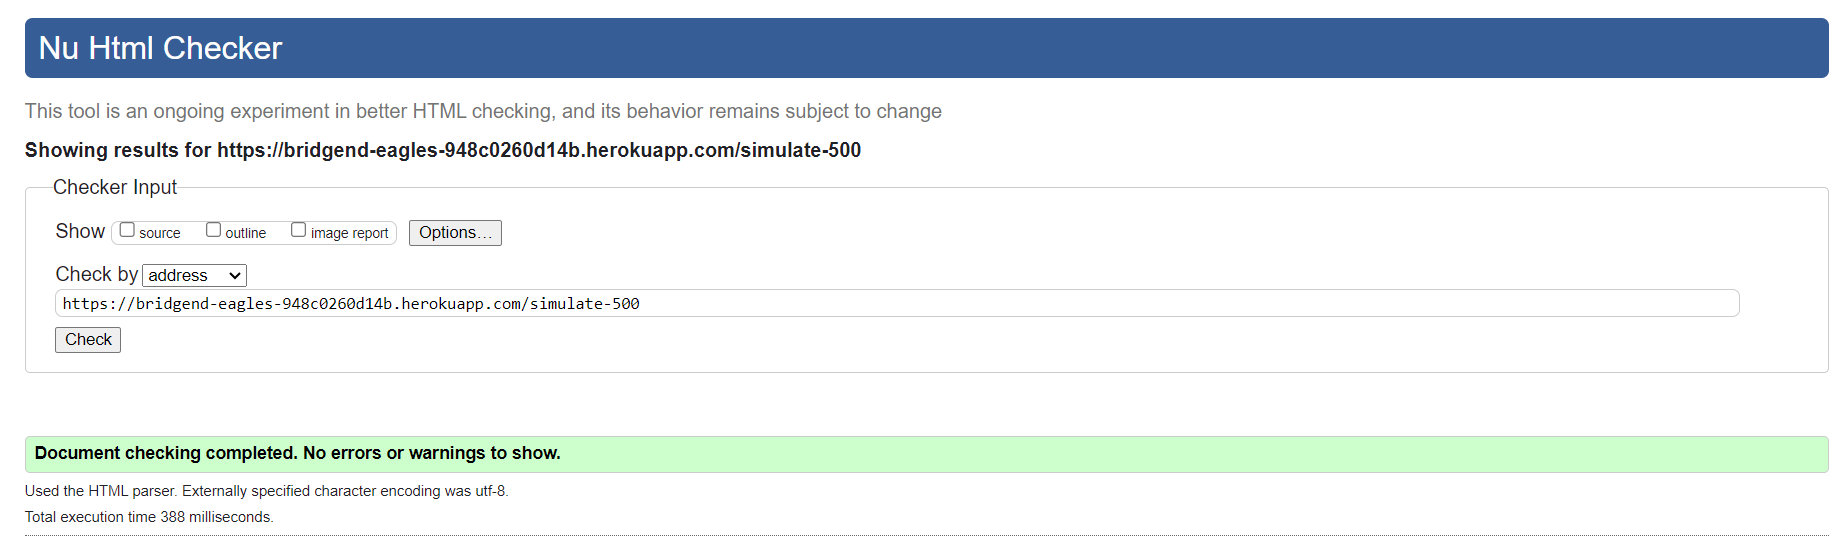 Nu Html Checker
This tool is an ongoing experiment in better HTML checking, and its behavior remains subject to change
Showing results for https://bridgend-eagles-948c0260d14b.herokuapp.com/simulate-500
Checker Input
Show source outline image report Options...
Check by address
https://bridgend-eagles-948c0260d14b.herokuapp.com/simulate-500
Check
Document checking completed. No errors or warnings to show.
Used the HTML parser. Externally specified character encoding was utf-8.
Total execution time 388 milliseconds.